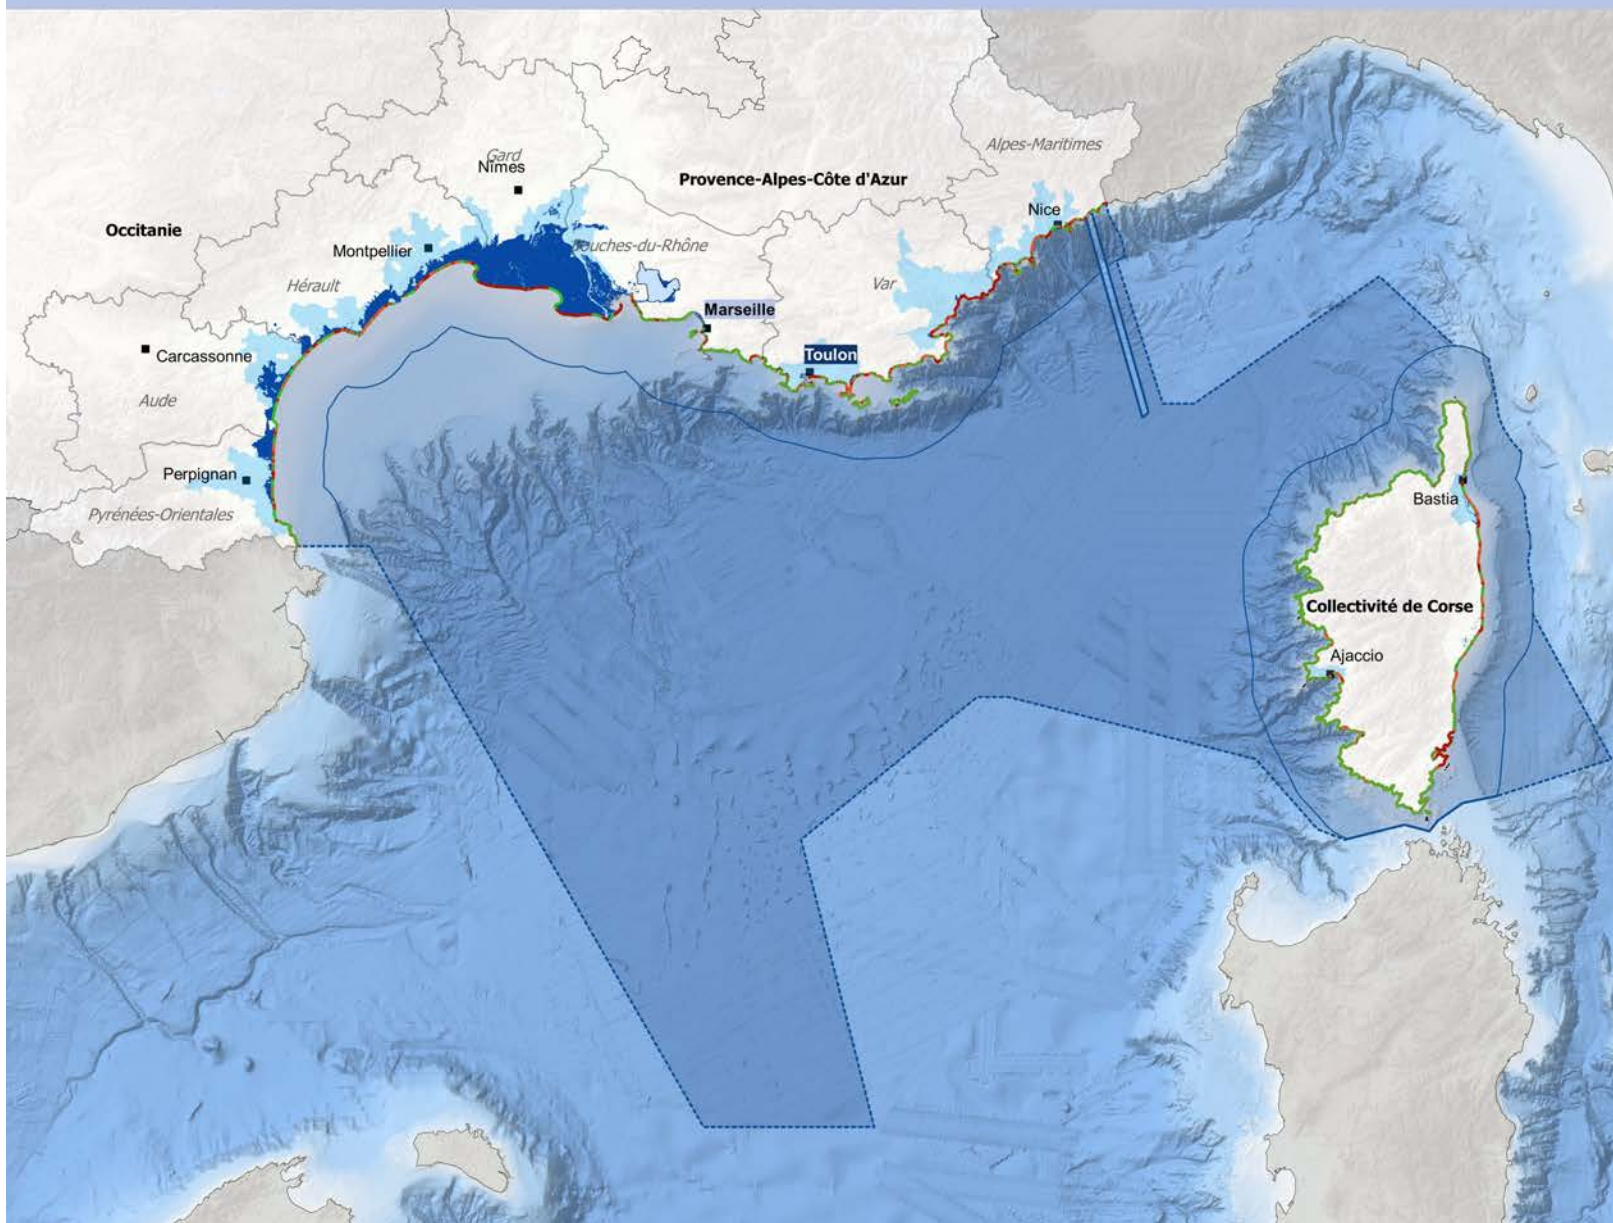 Alpes-Maritimes
Gard
Nîmes
Provence-Alpes-Côte d'Azur
Nice
Occitanie
Montpellier
Bouches-du-Rhône
Hérault
Var
Marseille
Carcassonne
Toulon
Aude
Perpignan
Bastia
Pyrénées-Orientales
Collectivité de Corse
Ajaccio